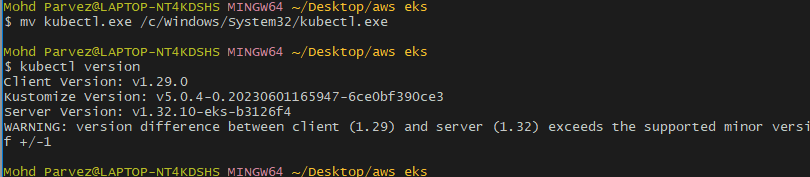 Mohd Parvez@LAPTOP-NT4KDSHS MINGW64 ~/Desktop/aws eks
$ mv kubectl.exe /c/Windows/System32/kubectl.exe
Mohd Parvez@LAPTOP-NT4KDSHS MINGW64 ~/Desktop/aws eks
$ kubectl version
Client Version: v1.29.0
Kustomize Version: v5.0.4-0.20230601165947-6ce0bf390ce3
Server Version: v1.32.10-eks-b3126f4
WARNING: version difference between client (1.29) and server (1.32) exceeds the supported minor versi
f +/-1
Mohd Parvez@LAPTOP-NT4KDSHS MINGW64 ~/Desktop/aws eks